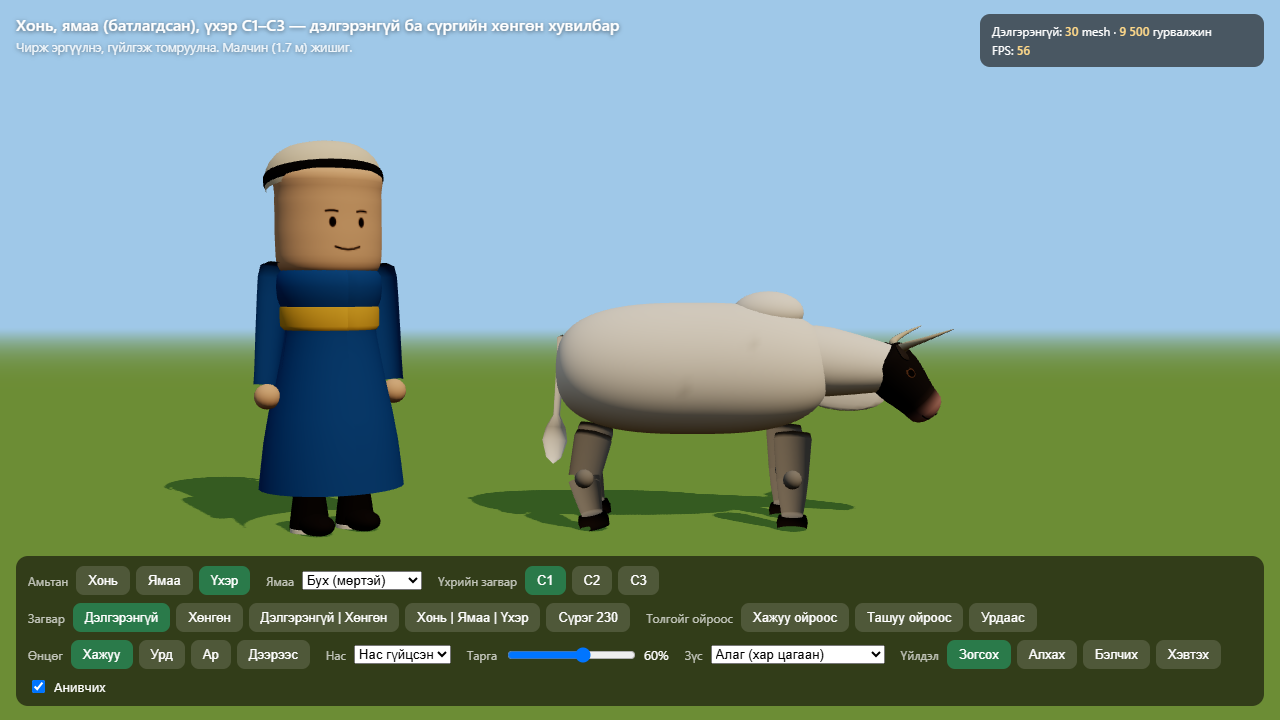 Хонь, ямаа (батлагдсан), үхэр C1–C3 — дэлгэрэнгүй ба сүргийн хөнгөн хувилбар
Чирж эргүүлнэ, гүйлгэж томруулна. Малчин (1.7 м) жишиг.
Дэлгэрэнгүй: 30 mesh · 9 500 гурвалжин
FPS: 56
Амьтан Хонь Ямаа Үхэр Ямаа Бух (мөртэй) Үхрийн загвар C1 C2 C3
Загвар Дэлгэрэнгүй Хөнгөн Дэлгэрэнгүй | Хөнгөн Хонь | Ямаа | Үхэр Сүрэг 230 Толгойг ойроос Хажуу ойроос Ташуу ойроос Урдаас
Өнцөг Хажуу Урд Ар Дээрээс Нас Нас гүйцсэн Тарга 60% Зүс Алаг (хар цагаан) Үйлдэл Зогсох Алхах Бэлчих Хэвтэх
Анивчих